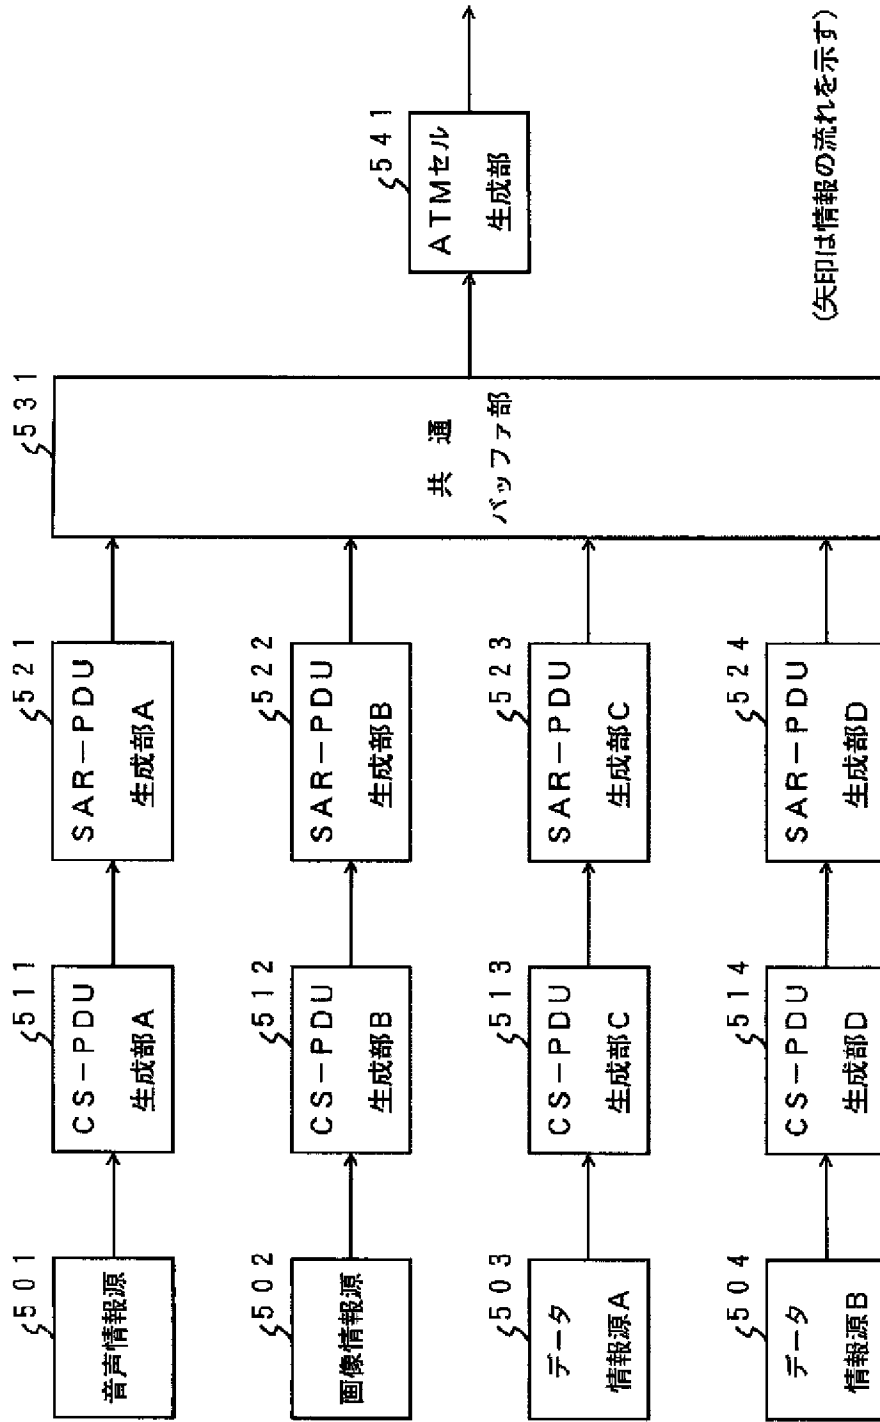 501
音声情報源
511
CS－PDU
生成部A
521
SAR－PDU
生成部A
502
画像情報源
512
CS－PDU
生成部B
522
SAR－PDU
生成部B
503
データ
情報源A
513
CS－PDU
生成部C
523
SAR－PDU
生成部C
504
データ
情報源B
514
CS－PDU
生成部D
524
SAR－PDU
生成部D
531
共通
バッファ部
541
ATMセル
生成部
(矢印は情報の流れを示す)